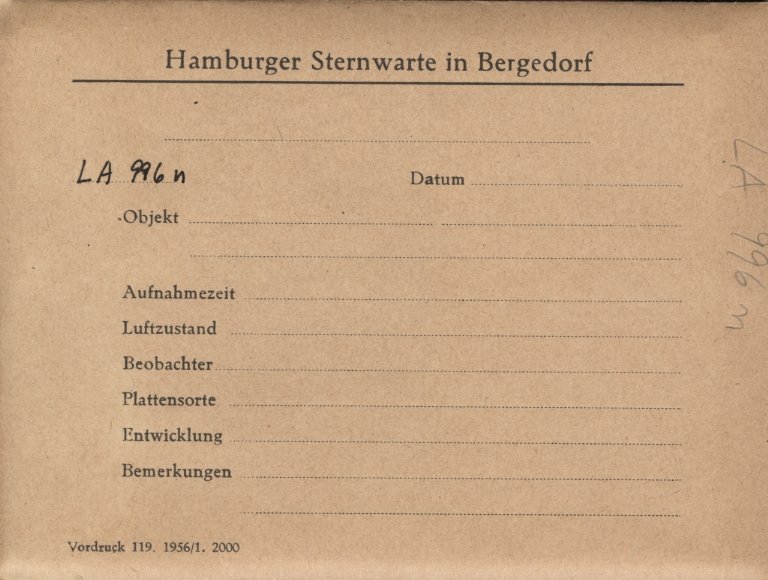 Hamburger Sternwarte in Bergedorf
LA 996 n
Datum
Objekt
Aufnahmezeit
Luftzustand
Beobachter
Plattensorte
Entwicklung
Bemerkungen
Vordruck 119. 1956/1. 2000
LA 996 n